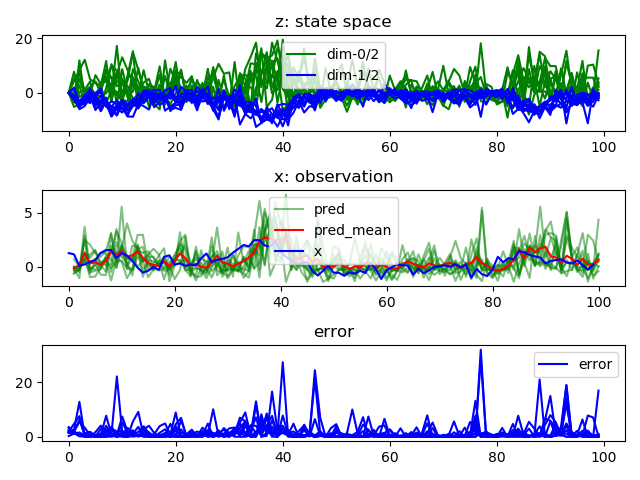 z: state space
20
0
dim-0/2
dim-1/2
0 20 40 60 80 100
x: observation
5
0
pred
pred_mean
x
0 20 40 60 80 100
error
20
0
error
0 20 40 60 80 100